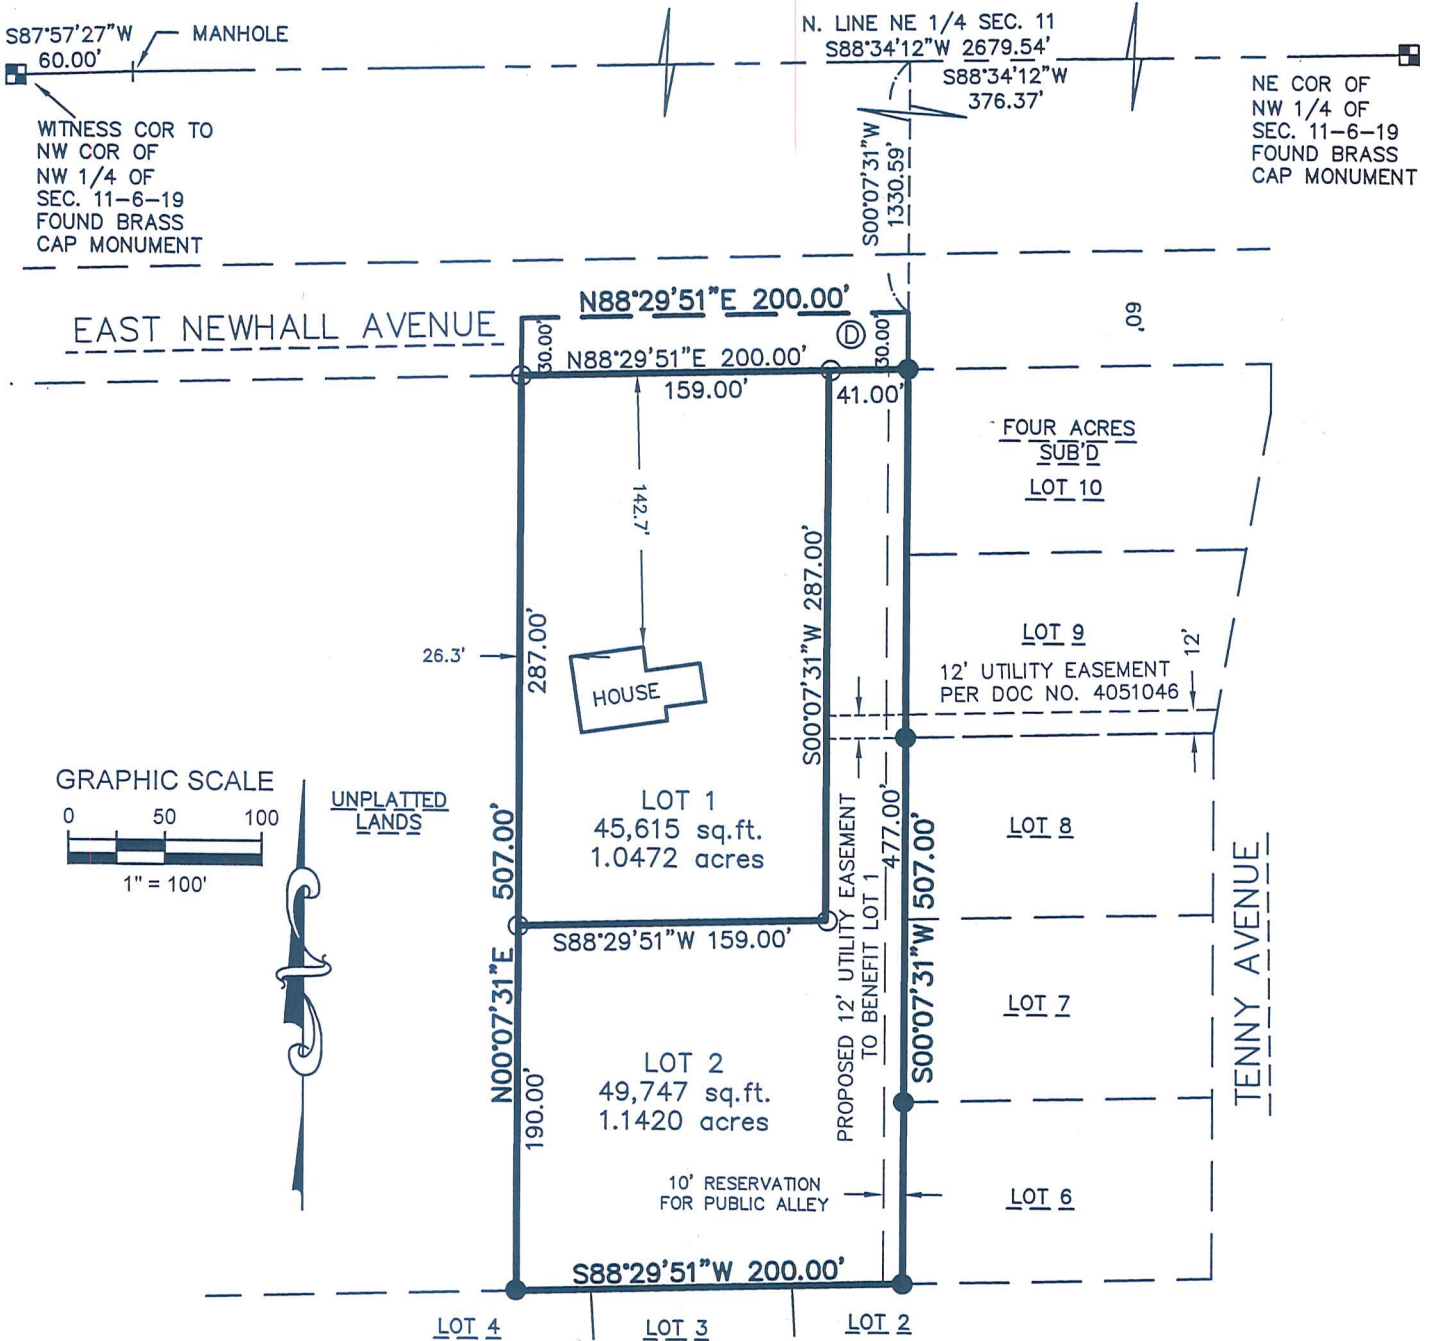 S87°57'27"W
60.00'
MANHOLE
N. LINE NE 1/4 SEC. 11
S88°34'12"W 2679.54'
S88°34'12"W
376.37'
WITNESS COR TO
NW COR OF
NW 1/4 OF
SEC. 11-6-19
FOUND BRASS
CAP MONUMENT
NE COR OF
NW 1/4 OF
SEC. 11-6-19
FOUND BRASS
CAP MONUMENT
S00°07'31"W
1330.59'
N88°29'51"E 200.00'
EAST NEWHALL AVENUE
30.00'
D
30.00'
60'
N88°29'51"E 200.00'
159.00'
41.00'
FOUR ACRES
SUB'D
LOT 10
142.7'
287.00'
S00°07'31"W 287.00'
26.3'
HOUSE
LOT 9
12' UTILITY EASEMENT
PER DOC NO. 4051046
12'
GRAPHIC SCALE
0 50 100
1" = 100'
UNPLATTED
LANDS
LOT 1
45,615 sq.ft.
1.0472 acres
LOT 8
N00°07'31"E 507.00'
PROPOSED 12' UTILITY EASEMENT
TO BENEFIT LOT 1
477.00'
S00°07'31"W 507.00'
TENNY AVENUE
S88°29'51"W 159.00'
LOT 7
LOT 2
49,747 sq.ft.
1.1420 acres
190.00'
10' RESERVATION
FOR PUBLIC ALLEY
LOT 6
S88°29'51"W 200.00'
LOT 4
LOT 3
LOT 2